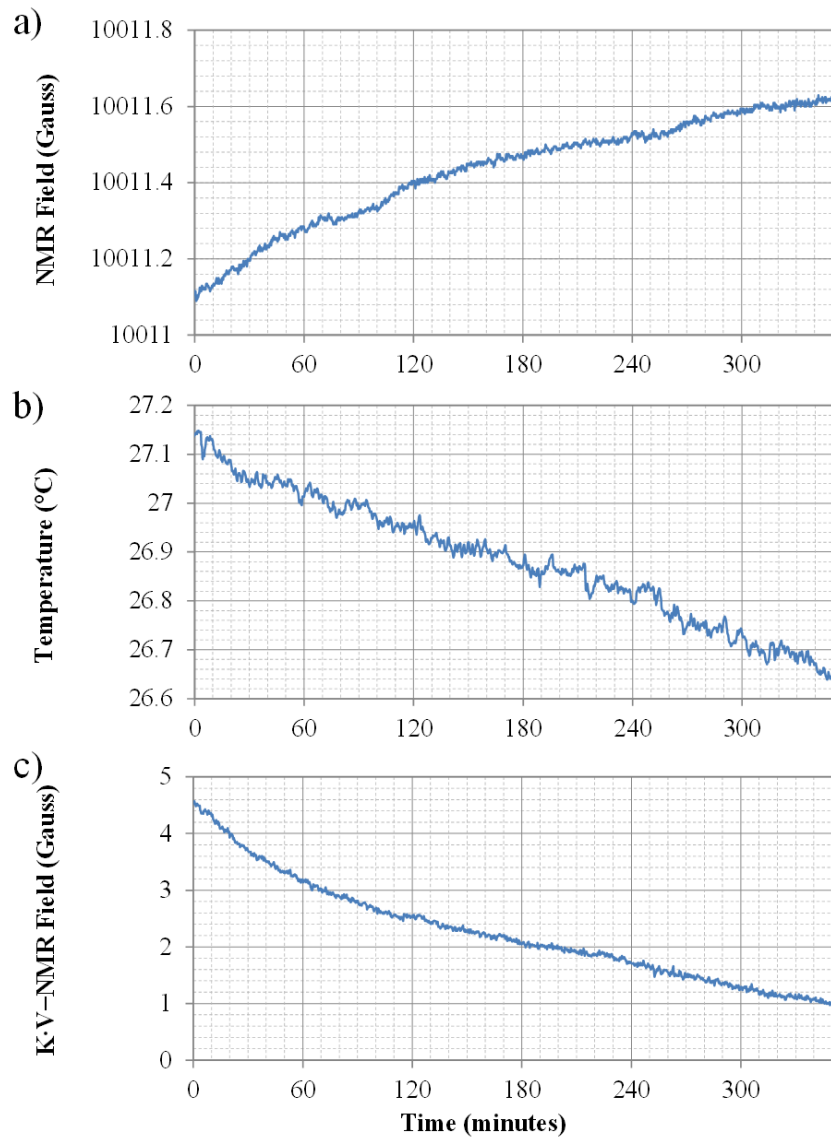 a)
NMR Field (Gauss)
10011.8
10011.6
10011.4
10011.2
10011
0 60 120 180 240 300
b)
Temperature (°C)
27.2
27.1
27
26.9
26.8
26.7
26.6
0 60 120 180 240 300
c)
K·V−NMR Field (Gauss)
5
4
3
2
1
0
0 60 120 180 240 300
Time (minutes)